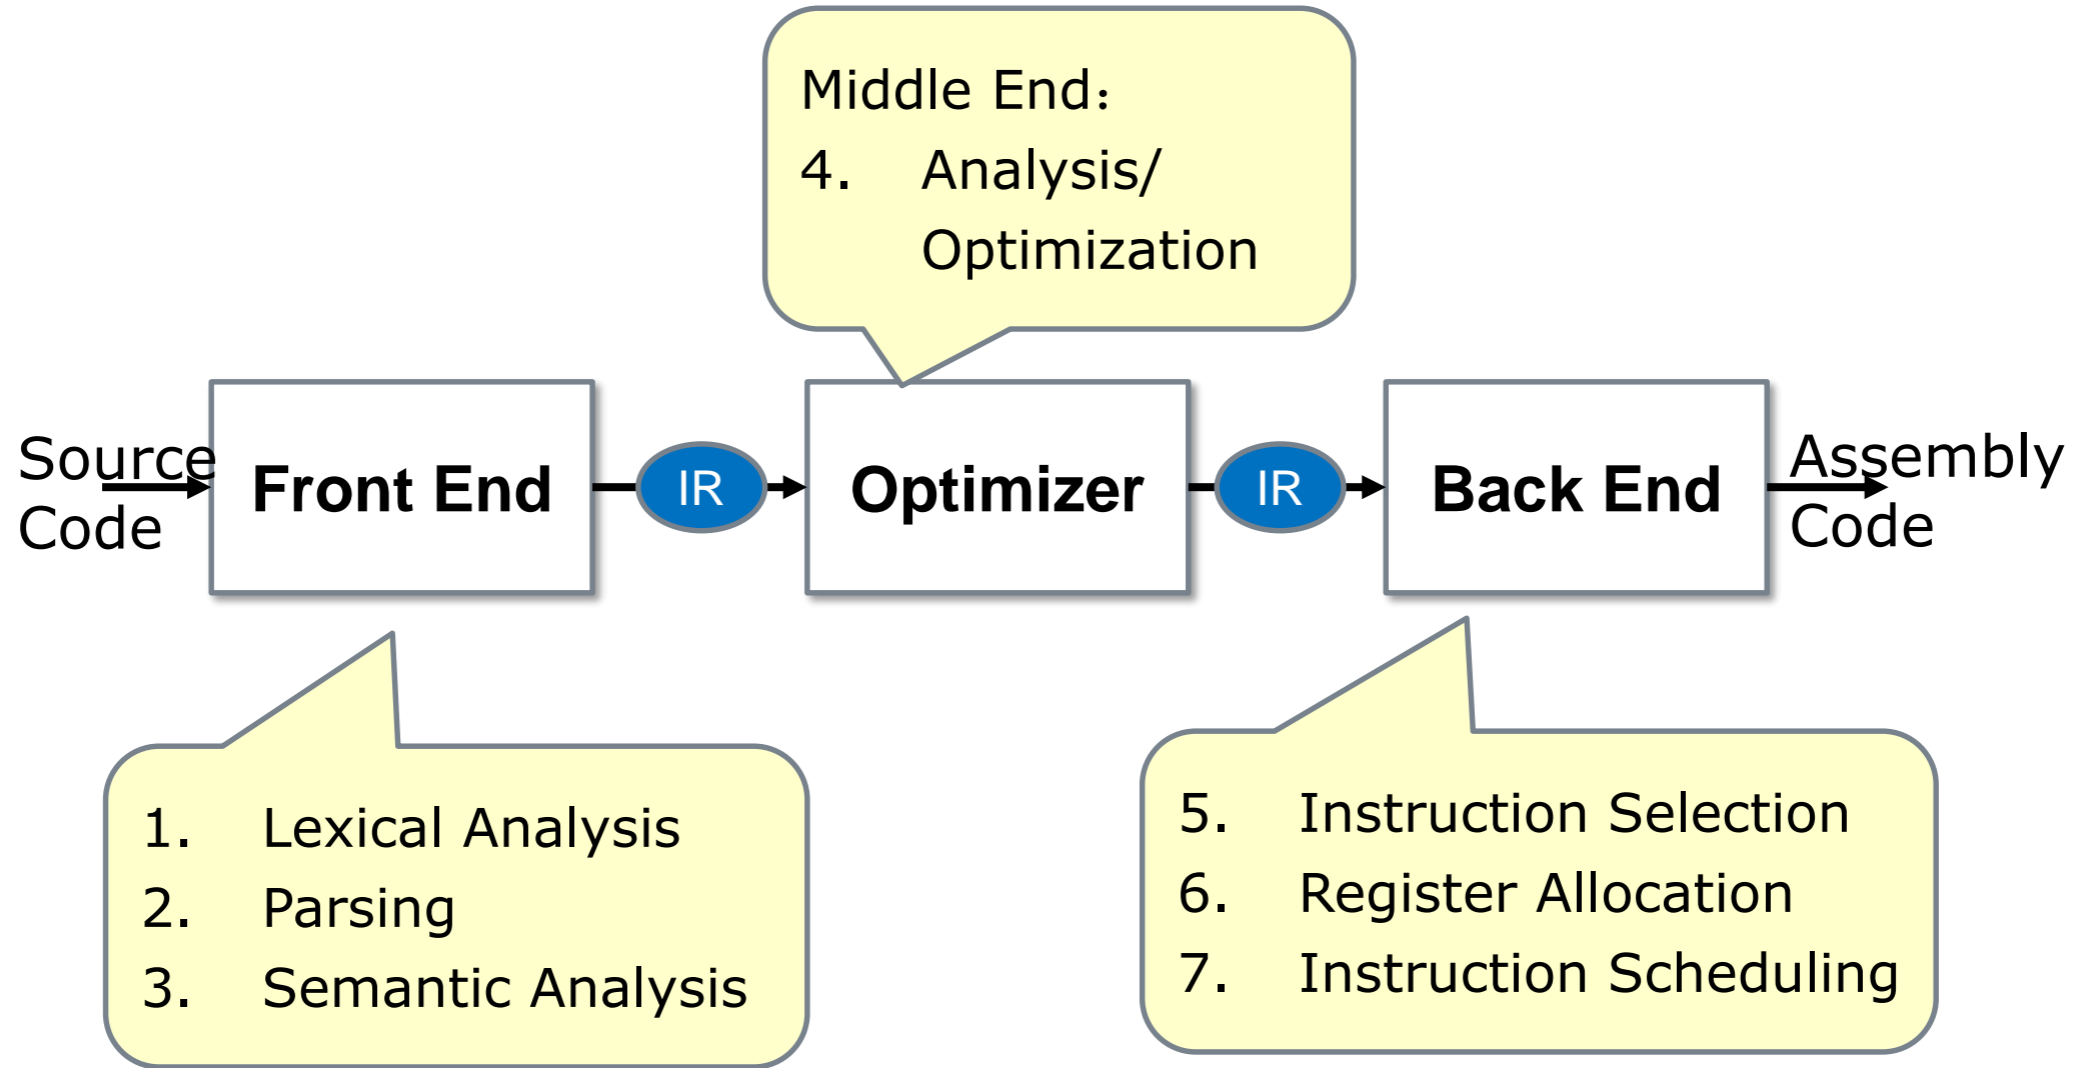 Middle End：
4. Analysis/
Optimization
Source
Code
Front End
IR
Optimizer
IR
Back End
Assembly
Code
1. Lexical Analysis
2. Parsing
3. Semantic Analysis
5. Instruction Selection
6. Register Allocation
7. Instruction Scheduling